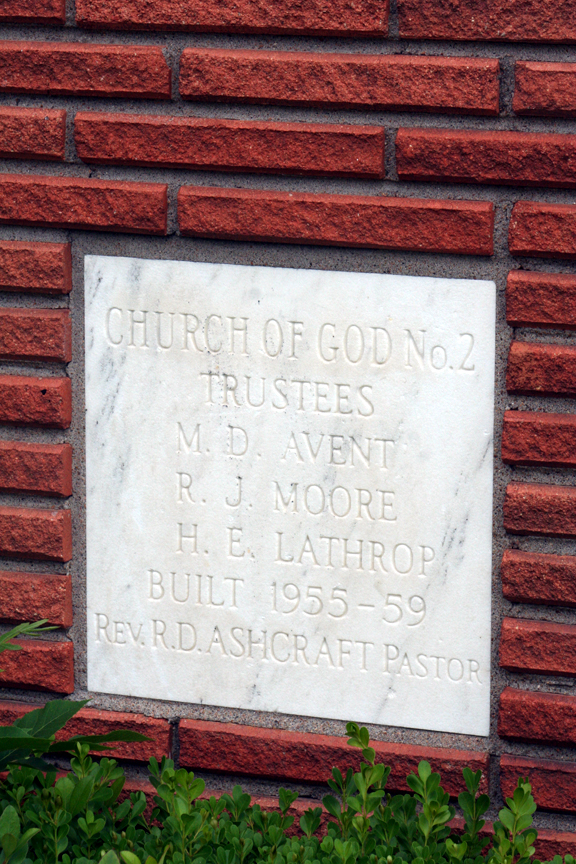 CHURCH OF GOD No. 2
TRUSTEES
M. D. AVENT
R. J. MOORE
H. E. LATHROP
BUILT 1955-59
REV. R.D. ASHCRAFT PASTOR